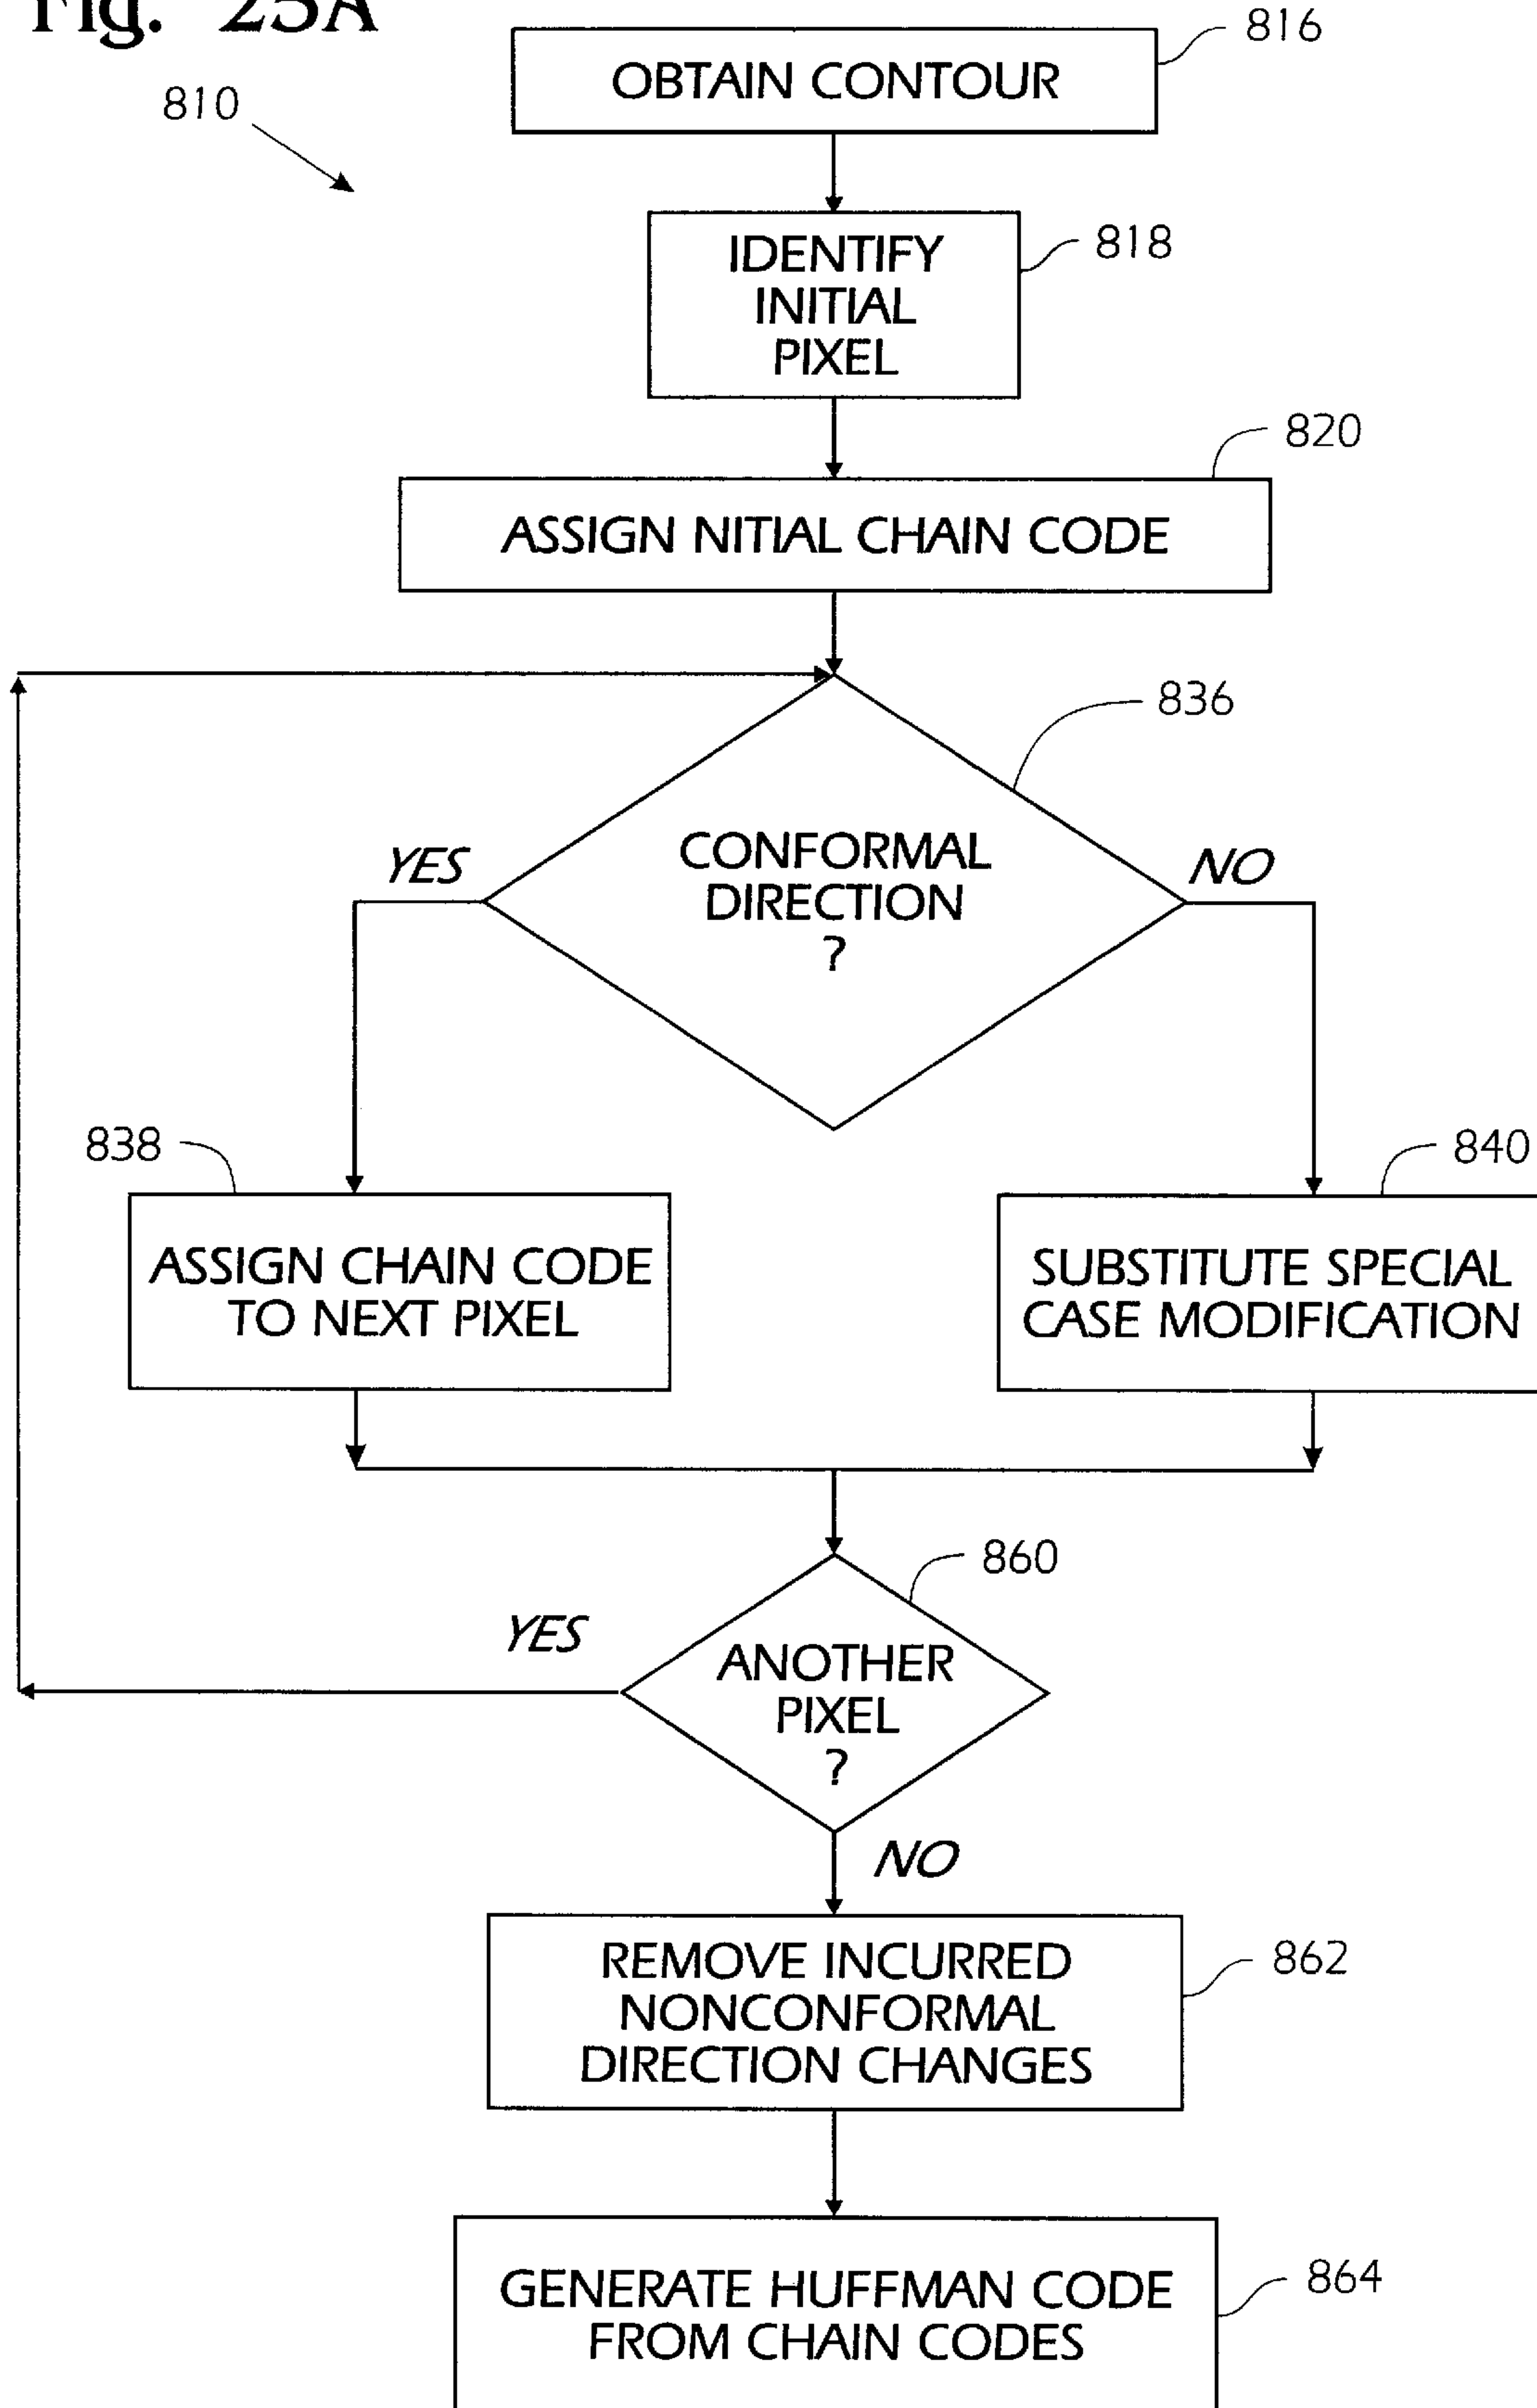 Fig. 23A
816
OBTAIN CONTOUR
810
IDENTIFY
INITIAL
PIXEL
818
820
ASSIGN NITIAL CHAIN CODE
836
CONFORMAL
DIRECTION
?
YES
NO
838
840
ASSIGN CHAIN CODE
TO NEXT PIXEL
SUBSTITUTE SPECIAL
CASE MODIFICATION
860
YES
ANOTHER
PIXEL
?
NO
REMOVE INCURRED
NONCONFORMAL
DIRECTION CHANGES
862
GENERATE HUFFMAN CODE
FROM CHAIN CODES
864